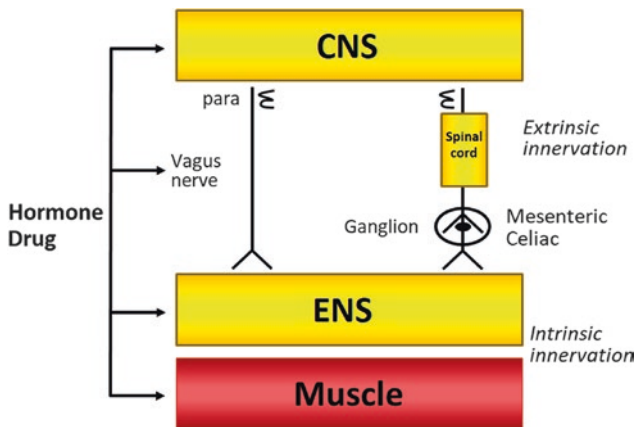 CNS
para
Spinal
cord
Extrinsic
innervation
Vagus
nerve
Hormone
Drug
Ganglion
Mesenteric
Celiac
ENS
Intrinsic
innervation
Muscle